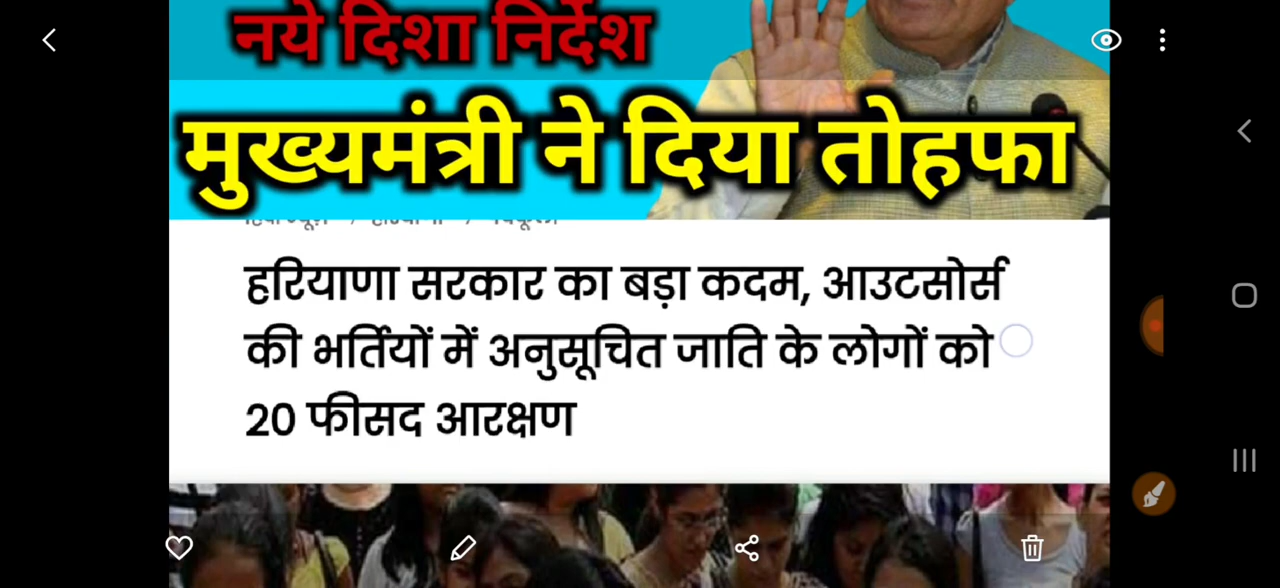 नये दिशा निर्देश
मुख्यमंत्री ने दिया तोहफा
हरियाणा सरकार का बड़ा कदम, आउटसोर्स
की भर्तियों में अनुसूचित जाति के लोगों को
20 फीसद आरक्षण